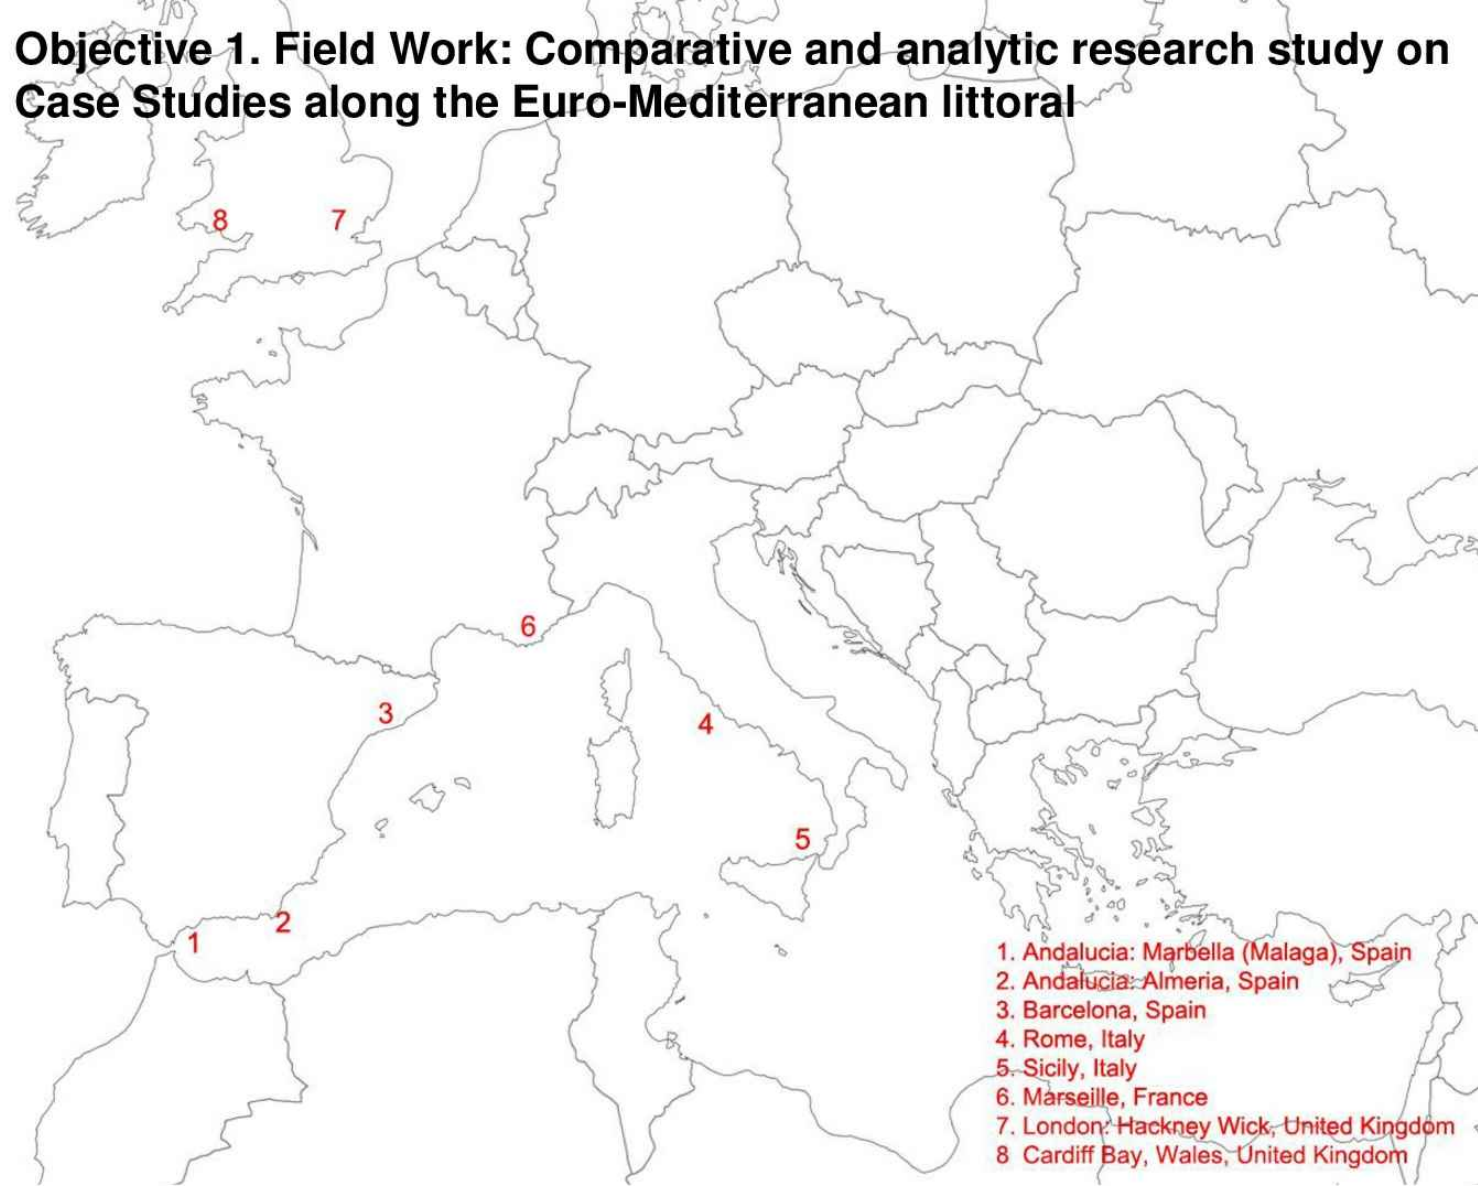 Objective 1. Field Work: Comparative and analytic research study on
Case Studies along the Euro-Mediterranean littoral
8
7
6
3
4
5
2
1
1. Andalucia: Marbella (Malaga), Spain
2. Andalucia: Almeria, Spain
3. Barcelona, Spain
4. Rome, Italy
5. Sicily, Italy
6. Marseille, France
7. London: Hackney Wick, United Kingdom
8 Cardiff Bay, Wales, United Kingdom